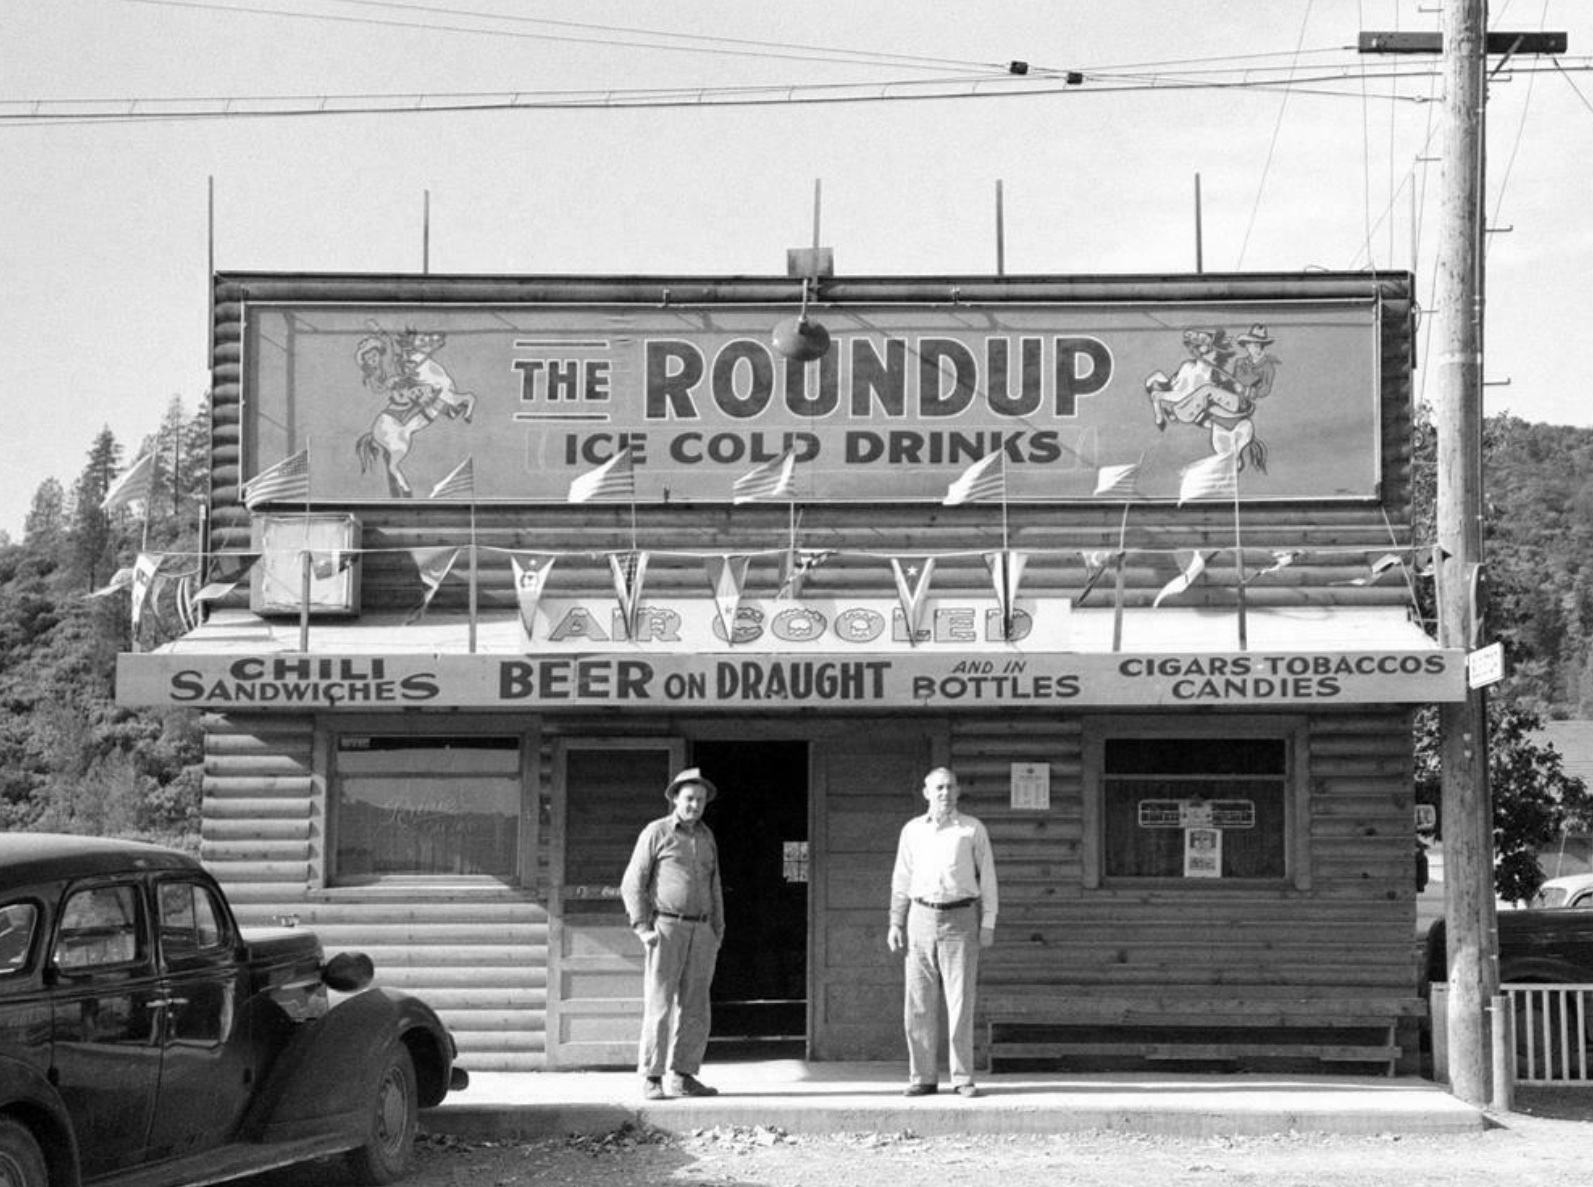 THE ROUNDUP
ICE COLD DRINKS
AIR COOLED
CHILI
SANDWICHES
BEER ON DRAUGHT
AND IN
BOTTLES
CIGARS-TOBACCOS
CANDIES